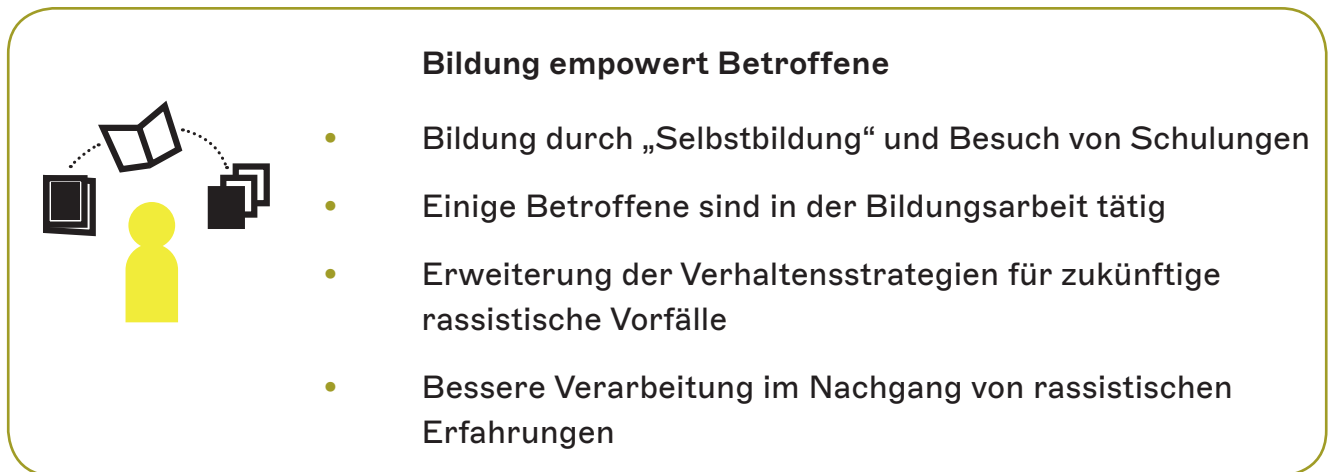 Bildung empowert Betroffene
• Bildung durch „Selbstbildung“ und Besuch von Schulungen
• Einige Betroffene sind in der Bildungsarbeit tätig
• Erweiterung der Verhaltensstrategien für zukünftige
rassistische Vorfälle
• Bessere Verarbeitung im Nachgang von rassistischen
Erfahrungen